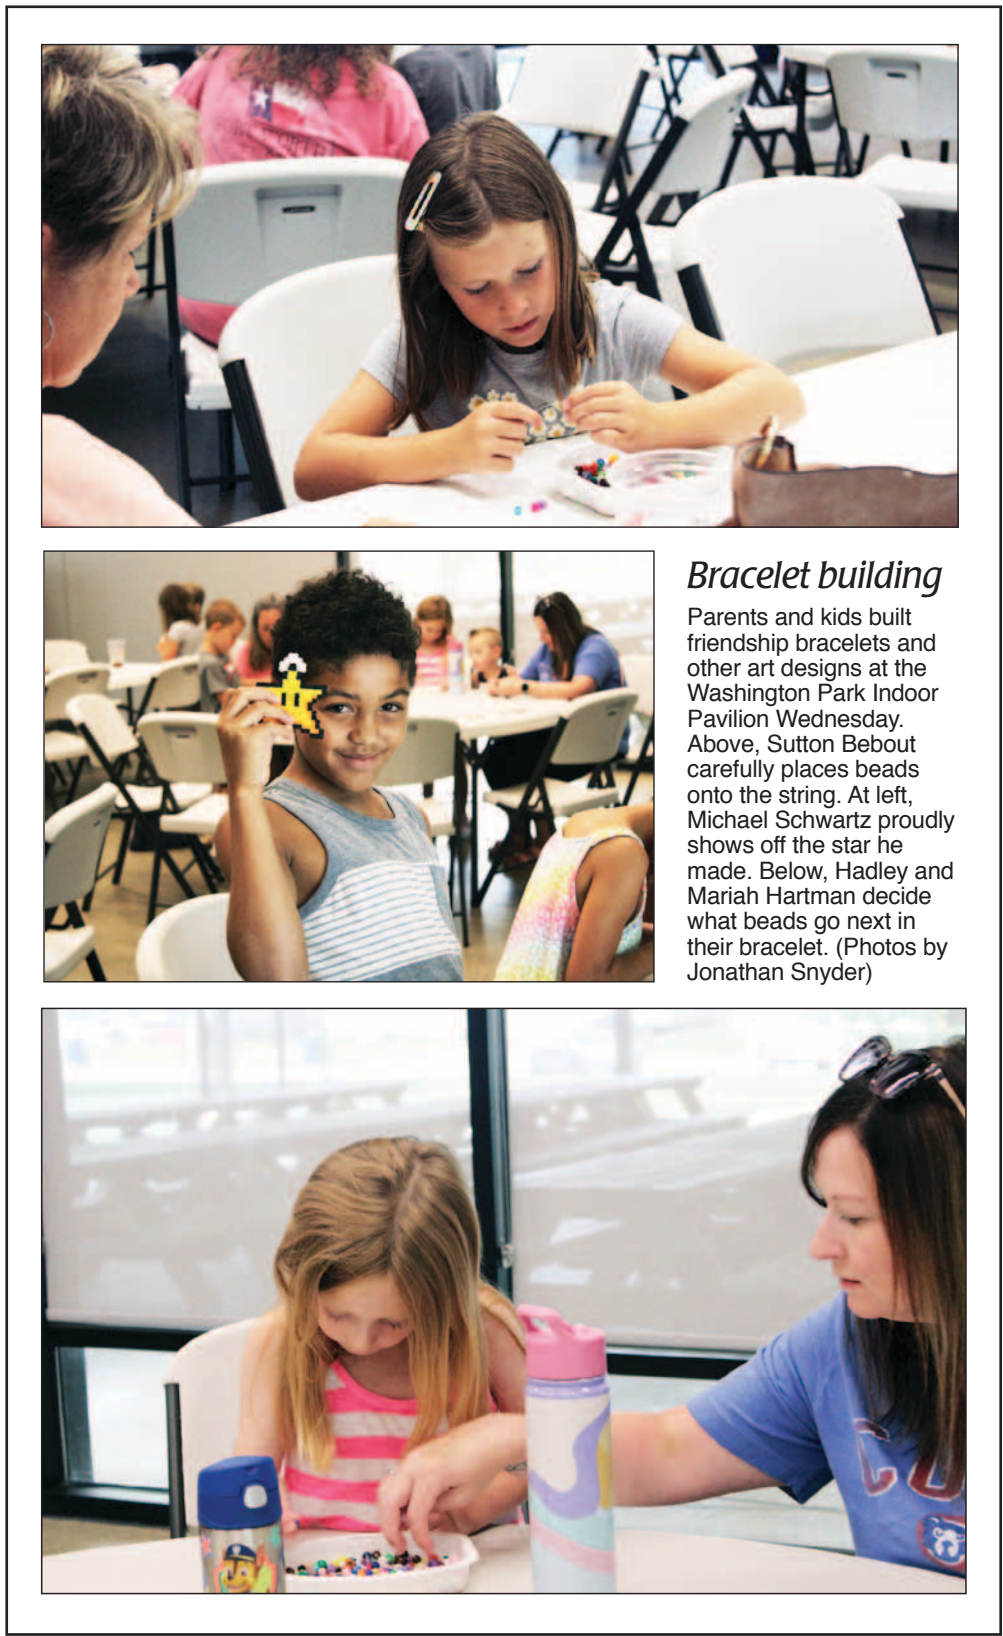 Bracelet building
Parents and kids built
friendship bracelets and
other art designs at the
Washington Park Indoor
Pavilion Wednesday.
Above, Sutton Bebout
carefully places beads
onto the string. At left,
Michael Schwartz proudly
shows off the star he
made. Below, Hadley and
Mariah Hartman decide
what beads go next in
their bracelet. (Photos by
Jonathan Snyder)